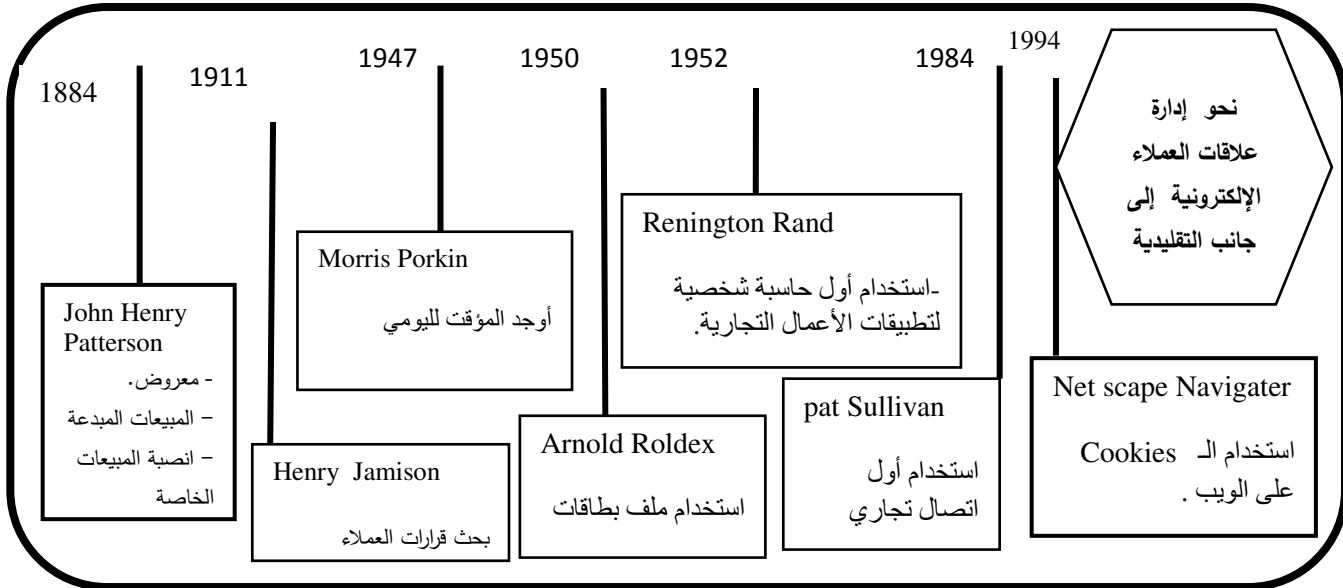 1884
John Henry
Patterson
- معروض.
– المبيعات المبدعة
– انصبة المبيعات
الخاصة
1911
Henry Jamison
بحث قرارات العملاء
1947
Morris Porkin
أوجد المؤقت لليومي
1950
Arnold Roldex
استخدام ملف بطاقات
1952
Renington Rand
-استخدام أول حاسبة شخصية
لتطبيقات الأعمال التجارية.
1984
pat Sullivan
استخدام أول
اتصال تجاري
1994
Net scape Navigater
استخدام الـ Cookies
على الويب .
نحو إدارة
علاقات العملاء
الإلكترونية إلى
جانب التقليدية